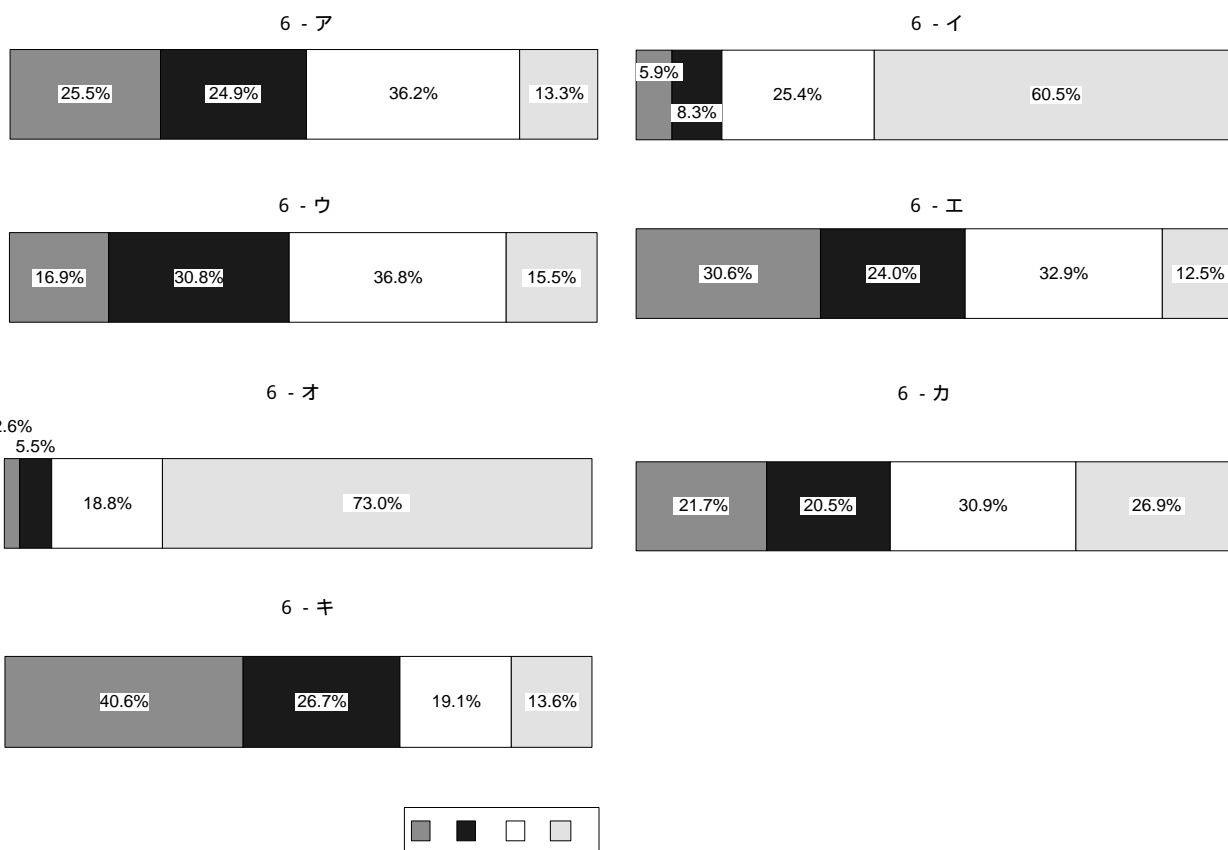 6 - ア
25.5% 24.9% 36.2% 13.3%
6 - イ
5.9% 8.3% 25.4% 60.5%
6 - ウ
16.9% 30.8% 36.8% 15.5%
6 - エ
30.6% 24.0% 32.9% 12.5%
6 - オ
2.6%
5.5%
18.8% 73.0%
6 - カ
21.7% 20.5% 30.9% 26.9%
6 - キ
40.6% 26.7% 19.1% 13.6%